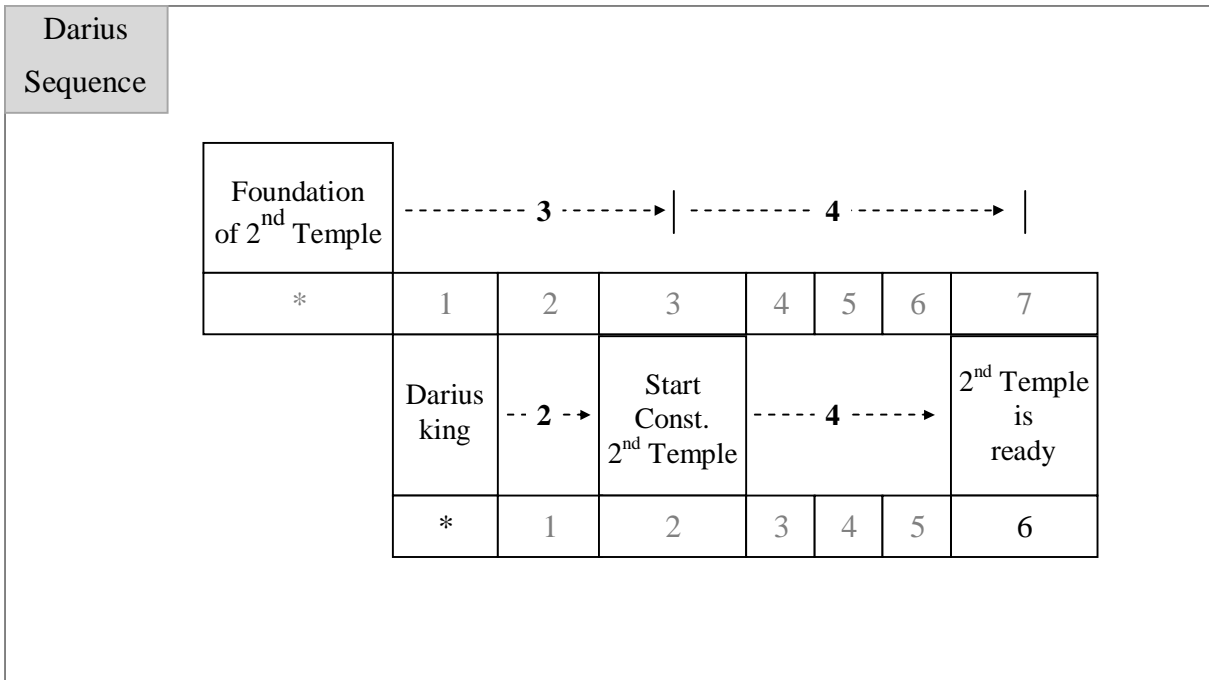 Darius
Sequence
Foundation
of 2nd Temple
3
4
* 1 2 3 4 5 6 7
Darius
king
2
Start
Const.
2nd Temple
4
2nd Temple
is
ready
* 1 2 3 4 5 6